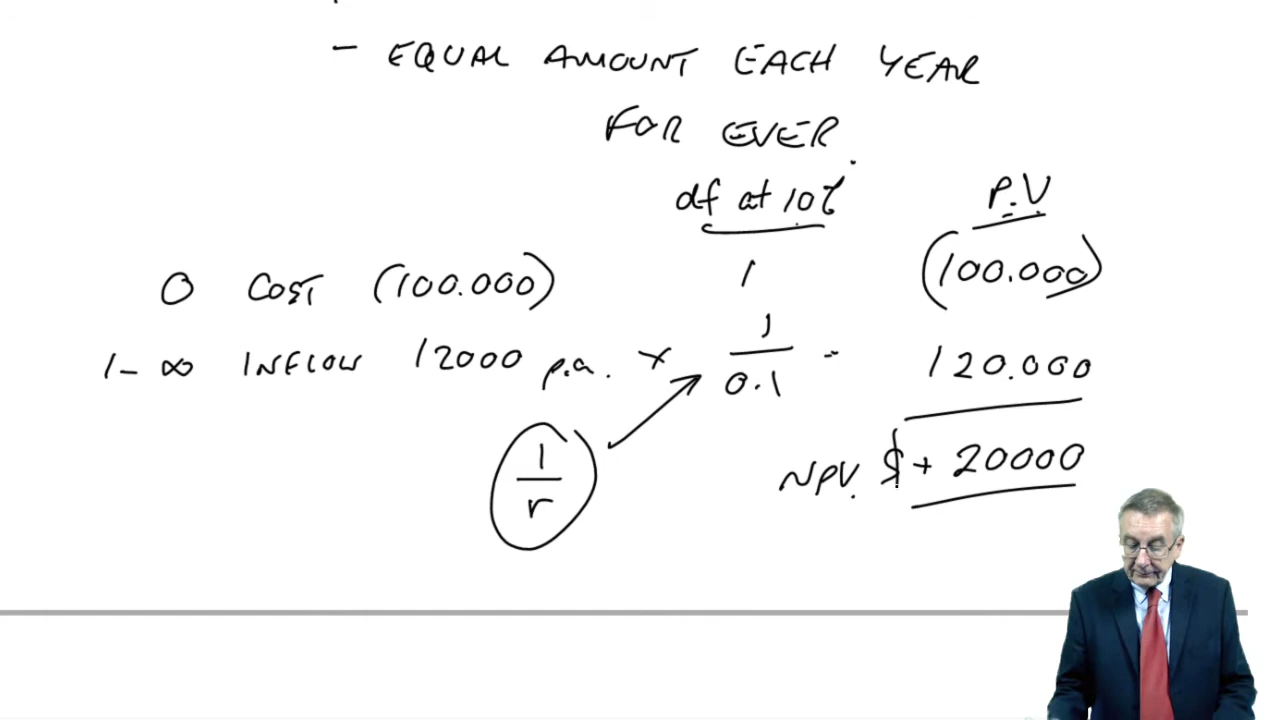 - EQUAL AMOUNT EACH YEAR
FOR EVER.
df at 10% P.V
0 COST (100.000) 1 (100.000)
1-∞ INFLOW 12000 p.a. × 1/0.1 = 120.000
1/r NPV. $ + 20000